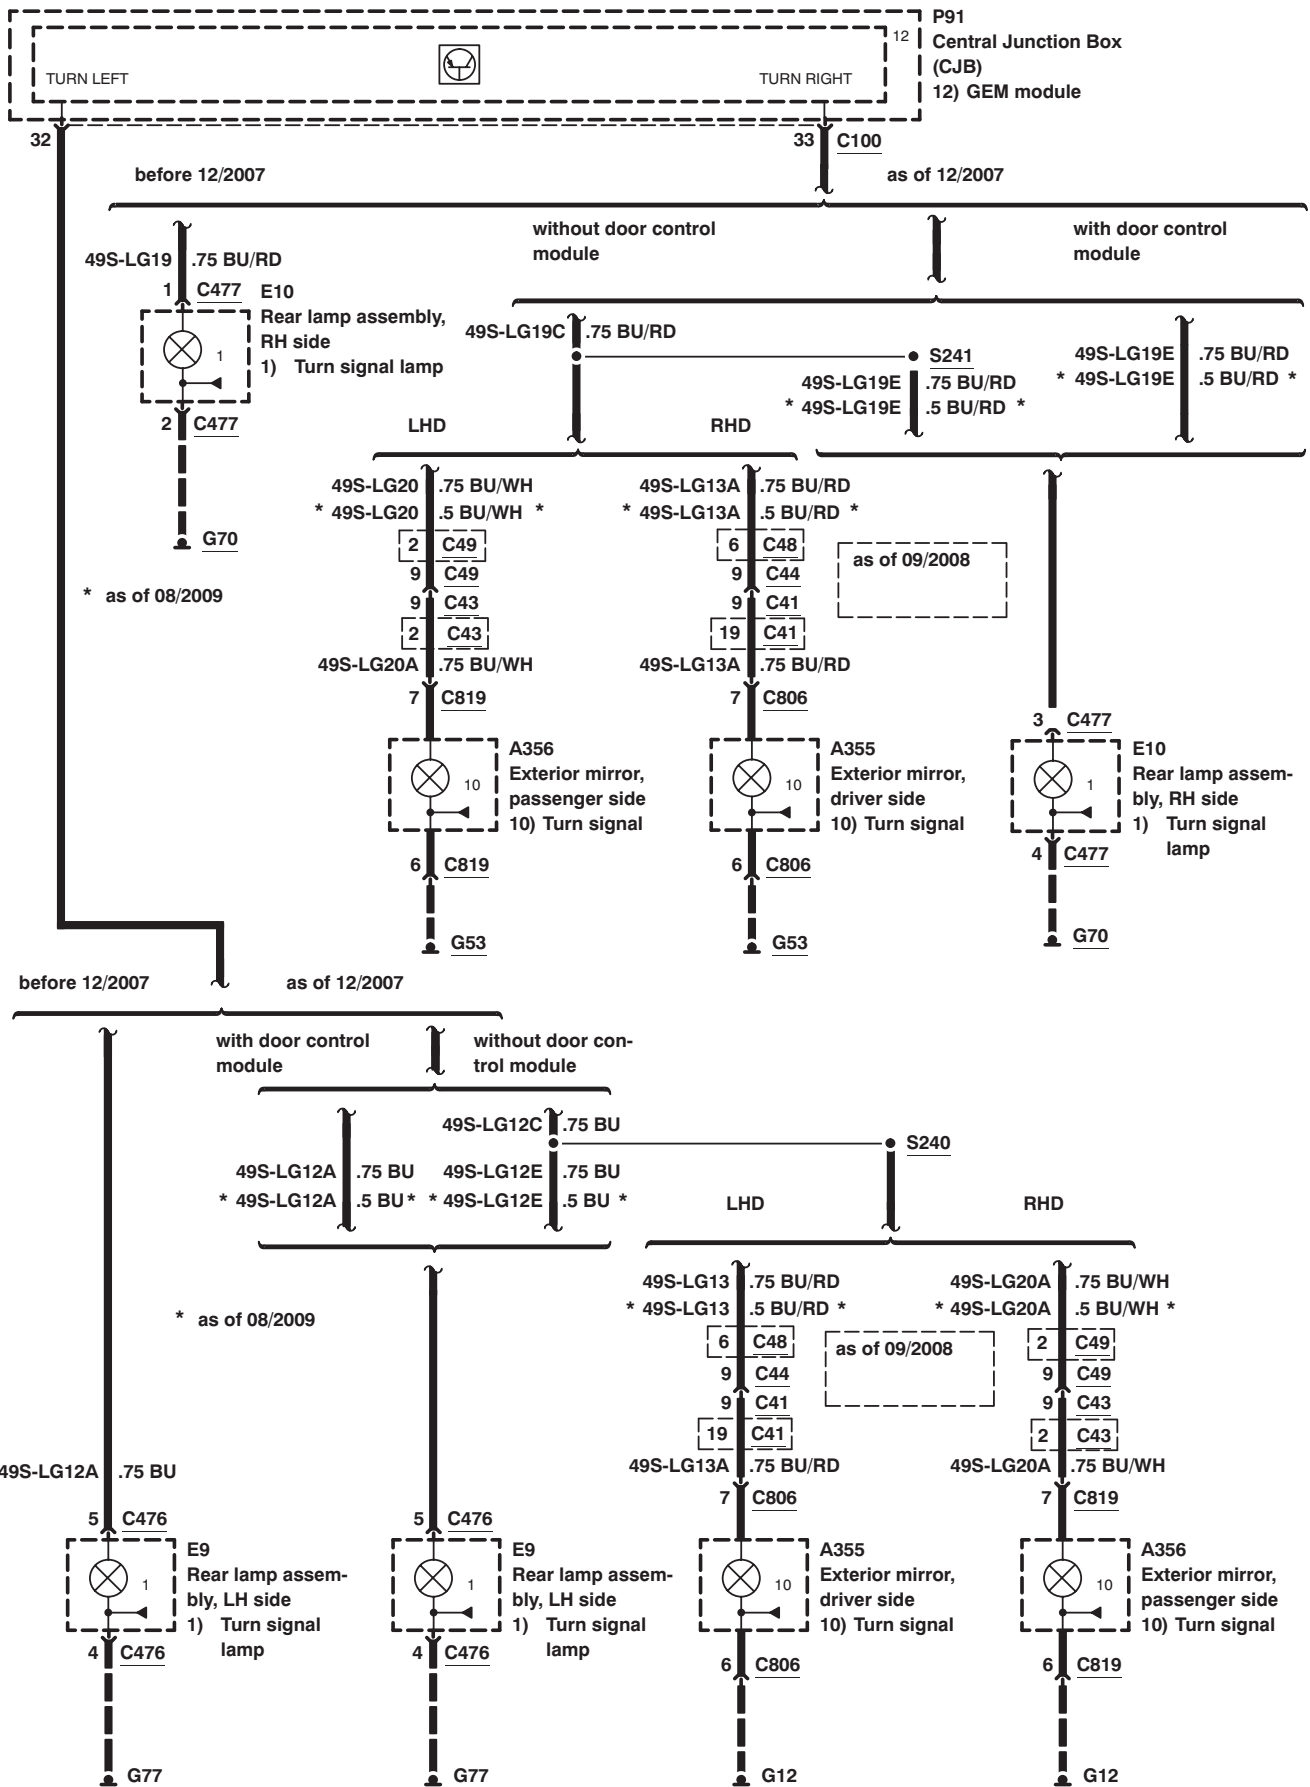 P91
Central Junction Box
(CJB)
12) GEM module
12
TURN LEFT
TURN RIGHT
32
33 C100
before 12/2007
as of 12/2007
without door control
module
with door control
module
49S-LG19 .75 BU/RD
1 C477
E10
Rear lamp assembly,
RH side
1) Turn signal lamp
1
2 C477
G70
* as of 08/2009
49S-LG19C .75 BU/RD
S241
49S-LG19E .75 BU/RD
* 49S-LG19E .5 BU/RD *
49S-LG19E .75 BU/RD
* 49S-LG19E .5 BU/RD *
LHD
RHD
49S-LG20 .75 BU/WH
* 49S-LG20 .5 BU/WH *
2 C49
9 C49
9 C43
2 C43
49S-LG20A .75 BU/WH
7 C819
A356
Exterior mirror,
passenger side
10) Turn signal
10
6 C819
G53
49S-LG13A .75 BU/RD
* 49S-LG13A .5 BU/RD *
6 C48
9 C44
9 C41
19 C41
49S-LG13A .75 BU/RD
7 C806
A355
Exterior mirror,
driver side
10) Turn signal
10
6 C806
G53
as of 09/2008
3 C477
E10
Rear lamp assem-
bly, RH side
1) Turn signal
lamp
1
4 C477
G70
before 12/2007
as of 12/2007
with door control
module
without door con-
trol module
49S-LG12C .75 BU
S240
49S-LG12A .75 BU
* 49S-LG12A .5 BU *
49S-LG12E .75 BU
* 49S-LG12E .5 BU *
LHD
RHD
* as of 08/2009
49S-LG13 .75 BU/RD
* 49S-LG13 .5 BU/RD *
6 C48
9 C44
9 C41
19 C41
49S-LG13A .75 BU/RD
7 C806
as of 09/2008
49S-LG20A .75 BU/WH
* 49S-LG20A .5 BU/WH *
2 C49
9 C49
9 C43
2 C43
49S-LG20A .75 BU/WH
7 C819
49S-LG12A .75 BU
5 C476
E9
Rear lamp assem-
bly, LH side
1) Turn signal
lamp
1
4 C476
G77
5 C476
E9
Rear lamp assem-
bly, LH side
1) Turn signal
lamp
1
4 C476
G77
A355
Exterior mirror,
driver side
10) Turn signal
10
6 C806
G12
A356
Exterior mirror,
passenger side
10) Turn signal
10
6 C819
G12